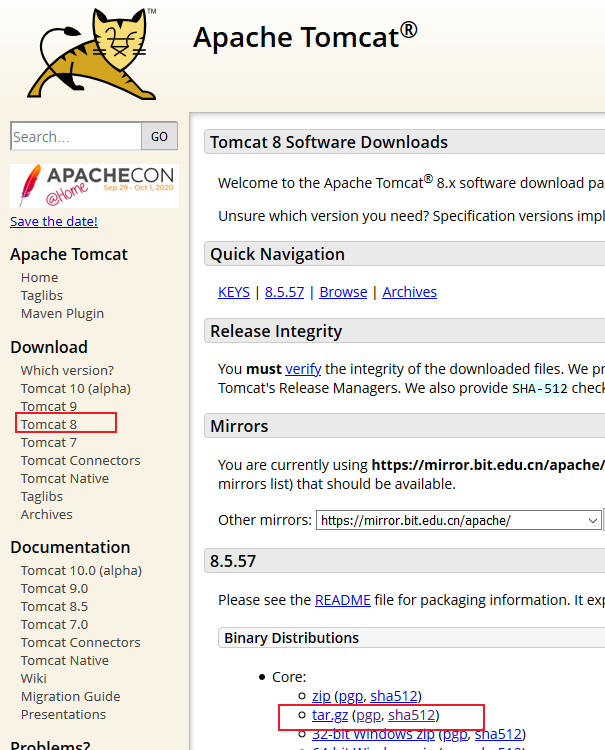 TM
Apache Tomcat®
Search...
GO
APACHECON
@Home
Sep 29 - Oct 1, 2020
Save the date!
Apache Tomcat
Home
Taglibs
Maven Plugin
Download
Which version?
Tomcat 10 (alpha)
Tomcat 9
Tomcat 8
Tomcat 7
Tomcat Connectors
Tomcat Native
Taglibs
Archives
Documentation
Tomcat 10.0 (alpha)
Tomcat 9.0
Tomcat 8.5
Tomcat 7.0
Tomcat Connectors
Tomcat Native
Wiki
Migration Guide
Presentations
Problems?
Tomcat 8 Software Downloads
Welcome to the Apache Tomcat® 8.x software download pa
Unsure which version you need? Specification versions impl
Quick Navigation
KEYS | 8.5.57 | Browse | Archives
Release Integrity
You must verify the integrity of the downloaded files. We pr
Tomcat's Release Managers. We also provide SHA-512 check
Mirrors
You are currently using https://mirror.bit.edu.cn/apache/
mirrors list) that should be available.
Other mirrors: https://mirror.bit.edu.cn/apache/
8.5.57
Please see the README file for packaging information. It exp
Binary Distributions
Core:
zip (pgp, sha512)
tar.gz (pgp, sha512)
32-bit Windows zip (pgp, sha512)
64-bit Windows zip (pgp, sha512)